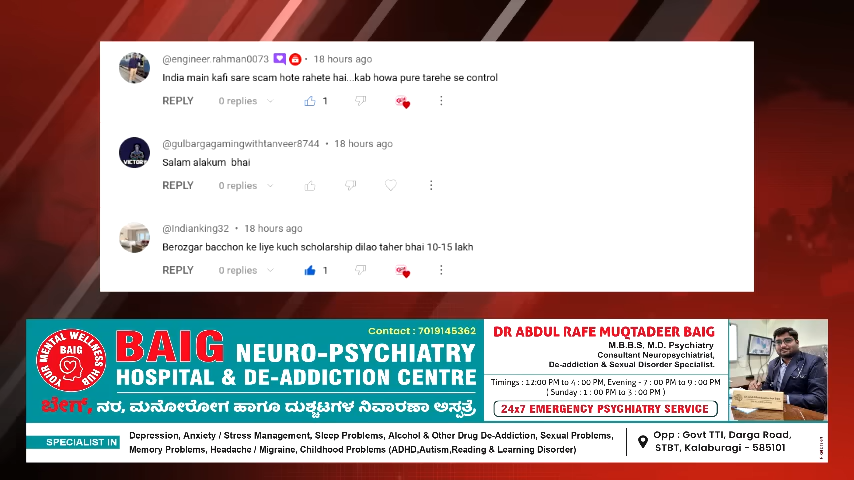 @engineer.rahman0073 • 18 hours ago
India main kafi sare scam hote rahete hai...kab howa pure tarehe se control
REPLY 0 replies 1
@gulbargagamingwithtanveer8744 • 18 hours ago
Salam alakum bhai
REPLY 0 replies
@Indianking32 • 18 hours ago
Berozgar bacchon ke liye kuch scholarship dilao taher bhai 10-15 lakh
REPLY 0 replies 1
YOUR MENTAL WELLNESS HUB
BAIG
Contact : 7019145362
BAIG NEURO-PSYCHIATRY
HOSPITAL & DE-ADDICTION CENTRE
ಬೇಗ್, ನರ, ಮನೋರೋಗ ಹಾಗೂ ದುಶ್ಚಟಗಳ ನಿವಾರಣಾ ಆಸ್ಪತ್ರೆ
DR ABDUL RAFE MUQTADEER BAIG
M.B.B.S, M.D. Psychiatry
Consultant Neuropsychiatrist,
De-addiction & Sexual Disorder Specialist.
Timings : 12:00 PM to 4 : 00 PM, Evening - 7 : 00 PM to 9 : 00 PM
( Sunday : 1 : 00 PM to 3 : 00 PM )
24x7 EMERGENCY PSYCHIATRY SERVICE
SPECIALIST IN
Depression, Anxiety / Stress Management, Sleep Problems, Alcohol & Other Drug De-Addiction, Sexual Problems,
Memory Problems, Headache / Migraine, Childhood Problems (ADHD,Autism,Reading & Learning Disorder)
Opp : Govt TTI, Darga Road,
STBT, Kalaburagi - 585101